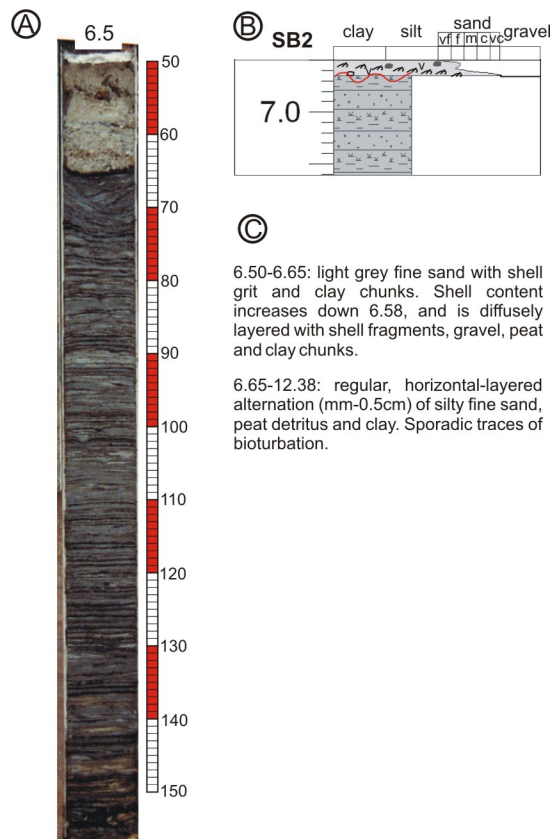 A
6.5
50
60
70
80
90
100
110
120
130
140
150
B SB2
clay silt sand gravel
vf f m c vc
v v
7.0
C
6.50-6.65: light grey fine sand with shell
grit and clay chunks. Shell content
increases down 6.58, and is diffusely
layered with shell fragments, gravel, peat
and clay chunks.
6.65-12.38: regular, horizontal-layered
alternation (mm-0.5cm) of silty fine sand,
peat detritus and clay. Sporadic traces of
bioturbation.